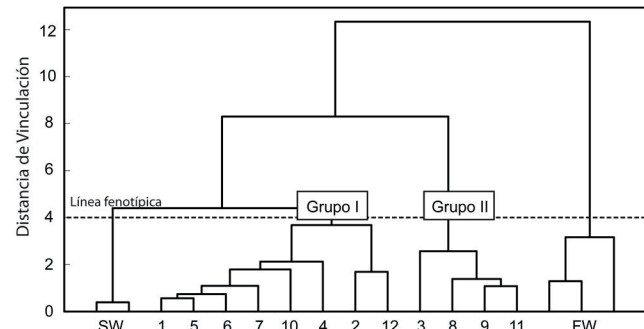 Distancia de Vinculación
12
10
8
6
4
2
0
Línea fenotípica
Grupo I
Grupo II
SW 1 5 6 7 10 4 2 12 3 8 9 11 FW